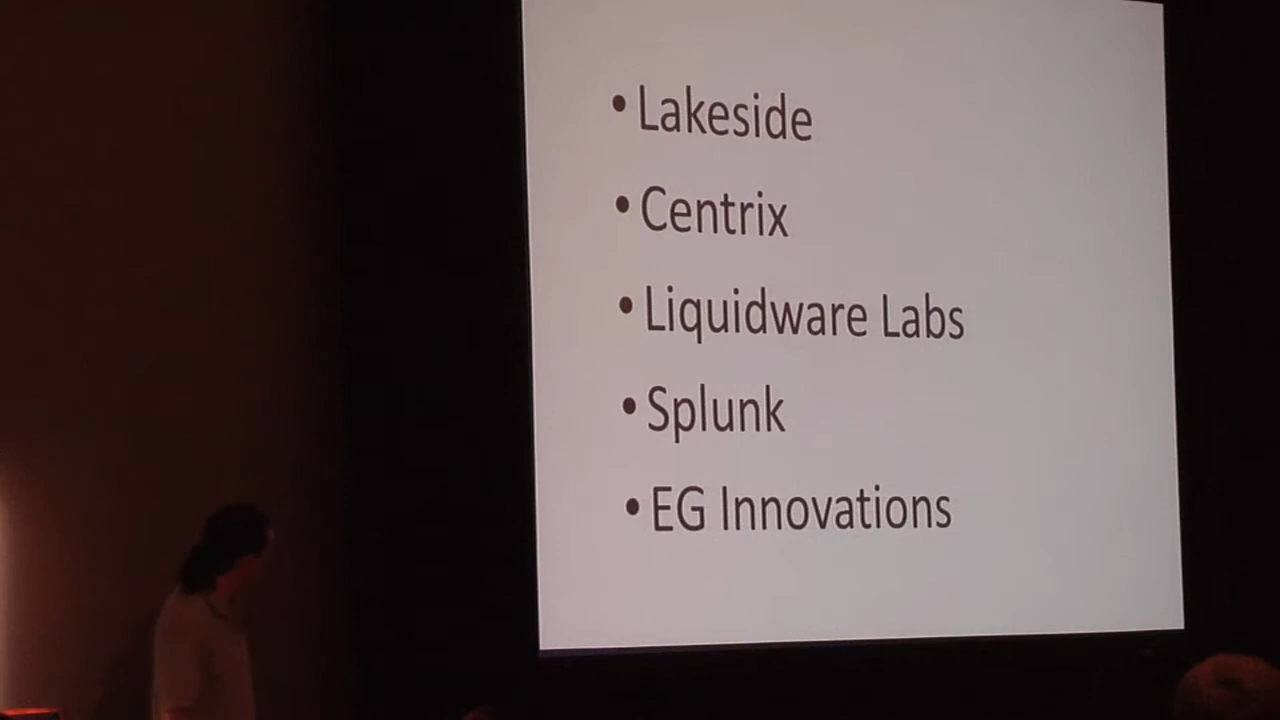 • Lakeside
• Centrix
• Liquidware Labs
• Splunk
• EG Innovations